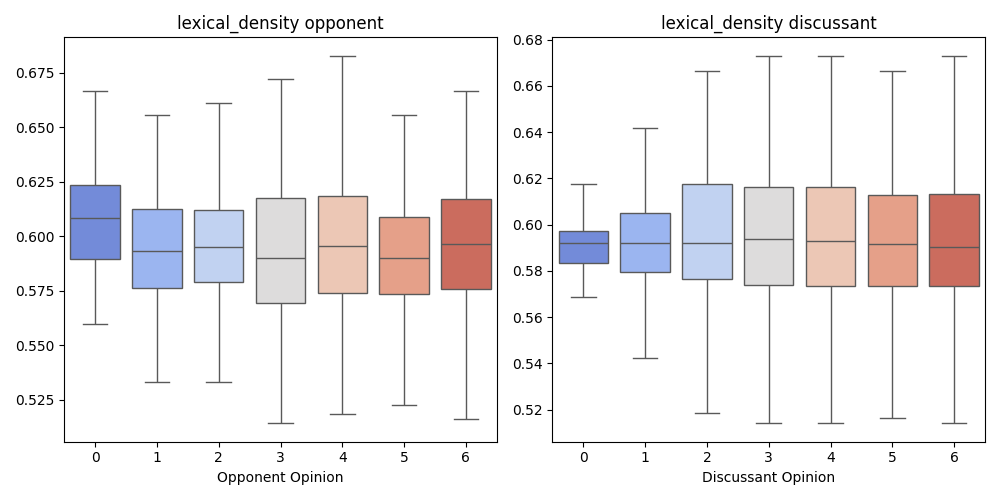 lexical_density opponent
0.675
0.650
0.625
0.600
0.575
0.550
0.525
0 1 2 3 4 5 6
Opponent Opinion
lexical_density discussant
0.68
0.66
0.64
0.62
0.60
0.58
0.56
0.54
0.52
0 1 2 3 4 5 6
Discussant Opinion